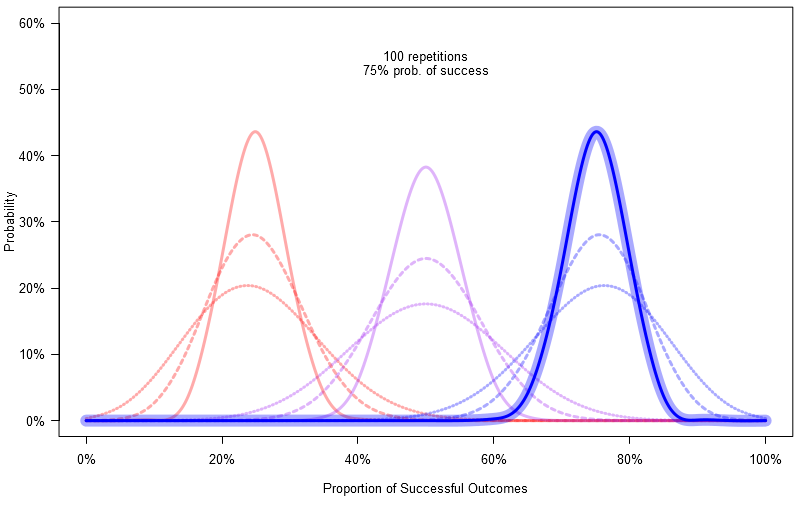 100 repetitions
75% prob. of success
60%
50%
40%
30%
20%
10%
0%
Probability
0% 20% 40% 60% 80% 100%
Proportion of Successful Outcomes